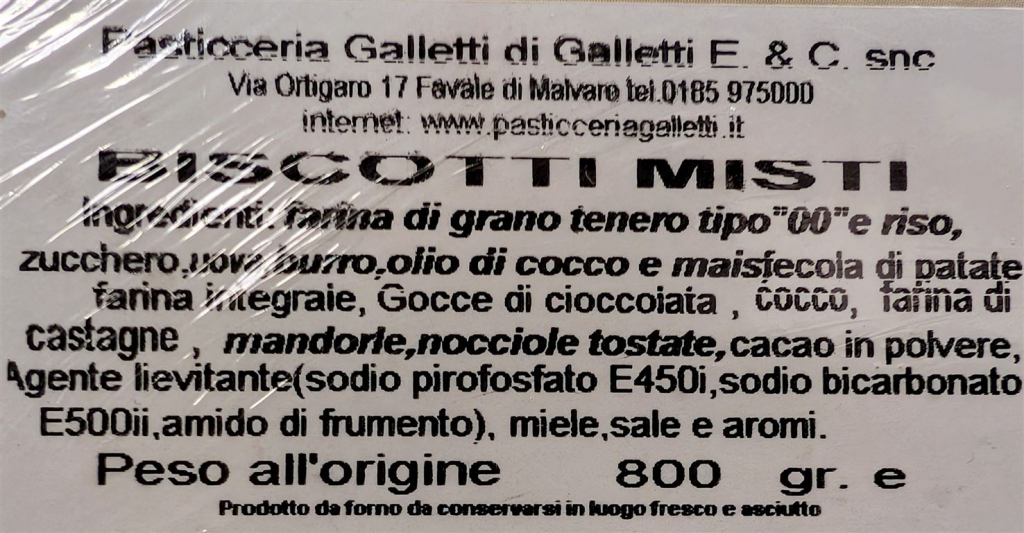 Pasticceria Galletti di Galletti E. & C. snc
Via Ortigaro 17 Favale di Malvaro tel.0185 975000
internet: www.pasticceriagalletti.it
BISCOTTI MISTI
ingredienti: farina di grano tenero tipo"00"e riso,
zucchero,uova,burro,olio di cocco e maisfecola di patate
farina integrale, Gocce di cioccolata , cocco, farina di
castagne , mandorle,nocciole tostate,cacao in polvere,
Agente lievitante(sodio pirofosfato E450i,sodio bicarbonato
E500ii,amido di frumento), miele,sale e aromi.
Peso all'origine 800 gr. e
Prodotto da forno da conservarsi in luogo fresco e asciutto